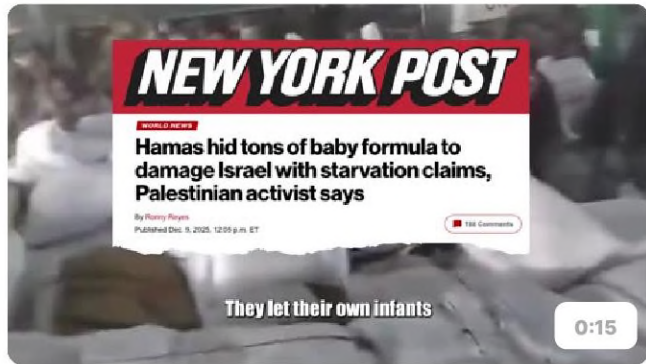 NEW YORK POST
WORLD NEWS
Hamas hid tons of baby formula to
damage Israel with starvation claims,
Palestinian activist says
By Ronny Reyes
Published Dec. 9, 2025, 12:05 p.m. ET
198 Comments
They let their own infants
0:15